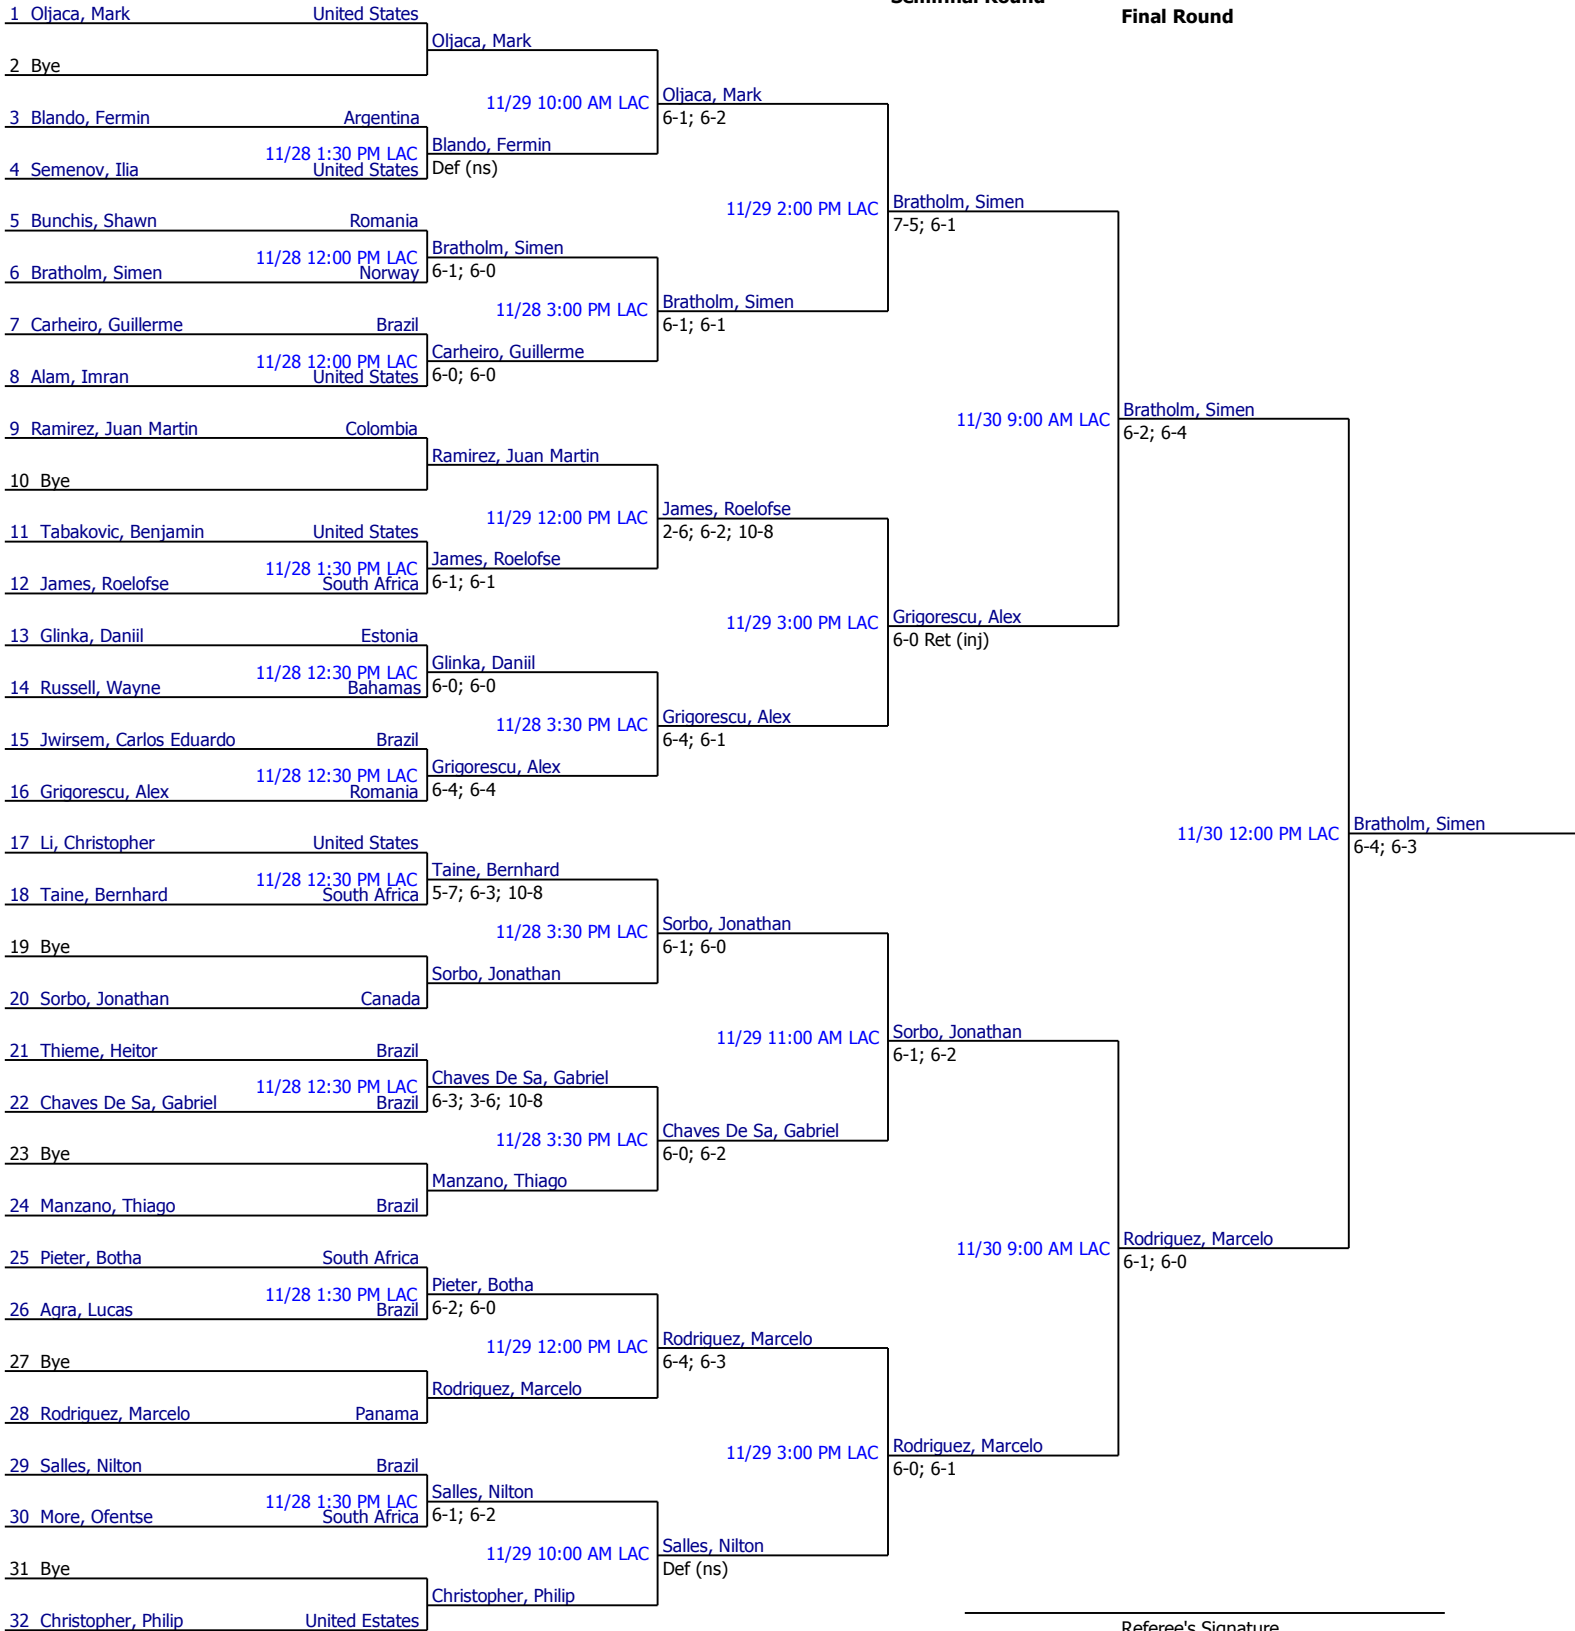 Semifinal Round
Final Round
1 Oljaca, Mark United States
Oljaca, Mark
2 Bye
11/29 10:00 AM LAC Oljaca, Mark
6-1; 6-2
3 Blando, Fermin Argentina
11/28 1:30 PM LAC Blando, Fermin
4 Semenov, Ilia United States Def (ns)
11/29 2:00 PM LAC Bratholm, Simen
7-5; 6-1
5 Bunchis, Shawn Romania
11/28 12:00 PM LAC Bratholm, Simen
6 Bratholm, Simen Norway 6-1; 6-0
11/28 3:00 PM LAC Bratholm, Simen
6-1; 6-1
7 Carheiro, Guillerme Brazil
11/28 12:00 PM LAC Carheiro, Guillerme
8 Alam, Imran United States 6-0; 6-0
11/30 9:00 AM LAC Bratholm, Simen
6-2; 6-4
9 Ramirez, Juan Martin Colombia
Ramirez, Juan Martin
10 Bye
11/29 12:00 PM LAC James, Roelofse
2-6; 6-2; 10-8
11 Tabakovic, Benjamin United States
11/28 1:30 PM LAC James, Roelofse
12 James, Roelofse South Africa 6-1; 6-1
11/29 3:00 PM LAC Grigorescu, Alex
6-0 Ret (inj)
13 Glinka, Daniil Estonia
11/28 12:30 PM LAC Glinka, Daniil
14 Russell, Wayne Bahamas 6-0; 6-0
11/28 3:30 PM LAC Grigorescu, Alex
6-4; 6-1
15 Jwirsem, Carlos Eduardo Brazil
11/28 12:30 PM LAC Grigorescu, Alex
16 Grigorescu, Alex Romania 6-4; 6-4
11/30 12:00 PM LAC Bratholm, Simen
6-4; 6-3
17 Li, Christopher United States
11/28 12:30 PM LAC Taine, Bernhard
18 Taine, Bernhard South Africa 5-7; 6-3; 10-8
11/28 3:30 PM LAC Sorbo, Jonathan
6-1; 6-0
19 Bye
Sorbo, Jonathan
20 Sorbo, Jonathan Canada
11/29 11:00 AM LAC Sorbo, Jonathan
6-1; 6-2
21 Thieme, Heitor Brazil
11/28 12:30 PM LAC Chaves De Sa, Gabriel
22 Chaves De Sa, Gabriel Brazil 6-3; 3-6; 10-8
11/28 3:30 PM LAC Chaves De Sa, Gabriel
6-0; 6-2
23 Bye
Manzano, Thiago
24 Manzano, Thiago Brazil
11/30 9:00 AM LAC Rodriguez, Marcelo
6-1; 6-0
25 Pieter, Botha South Africa
11/28 1:30 PM LAC Pieter, Botha
26 Agra, Lucas Brazil 6-2; 6-0
11/29 12:00 PM LAC Rodriguez, Marcelo
6-4; 6-3
27 Bye
Rodriguez, Marcelo
28 Rodriguez, Marcelo Panama
11/29 3:00 PM LAC Rodriguez, Marcelo
6-0; 6-1
29 Salles, Nilton Brazil
11/28 1:30 PM LAC Salles, Nilton
30 More, Ofentse South Africa 6-1; 6-2
11/29 10:00 AM LAC Salles, Nilton
Def (ns)
31 Bye
Christopher, Philip
32 Christopher, Philip United Estates
Referee's Signature